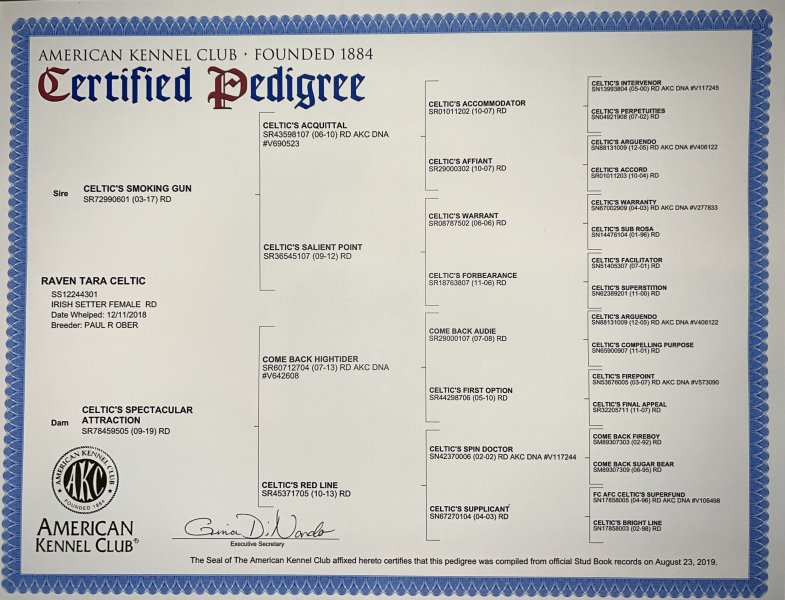 AMERICAN KENNEL CLUB · FOUNDED 1884
Certified Pedigree
Sire
CELTIC'S SMOKING GUN
SR72990601 (03-17) RD
RAVEN TARA CELTIC
SS12244301
IRISH SETTER FEMALE RD
Date Whelped: 12/11/2018
Breeder: PAUL R OBER
Dam
CELTIC'S SPECTACULAR
ATTRACTION
SR78459505 (09-19) RD
CELTIC'S ACQUITTAL
SR43598107 (06-10) RD AKC DNA
#V690523
CELTIC'S SALIENT POINT
SR36545107 (09-12) RD
COME BACK HIGHTIDER
SR60712704 (07-13) RD AKC DNA
#V642608
CELTIC'S RED LINE
SR45371705 (10-13) RD
CELTIC'S ACCOMMODATOR
SR01011202 (10-07) RD
CELTIC'S AFFIANT
SR29000302 (10-07) RD
CELTIC'S WARRANT
SR08787502 (06-06) RD
CELTIC'S FORBEARANCE
SR18763807 (11-06) RD
COME BACK AUDIE
SR29000107 (07-08) RD
CELTIC'S FIRST OPTION
SR44298706 (05-10) RD
CELTIC'S SPIN DOCTOR
SN42370006 (02-02) RD AKC DNA #V117244
CELTIC'S SUPPLICANT
SN67270104 (04-03) RD
CELTIC'S INTERVENOR
SN13993804 (05-00) RD AKC DNA #V117245
CELTIC'S PERPETUITIES
SN04921908 (07-02) RD
CELTIC'S ARGUENDO
SN88131009 (12-05) RD AKC DNA #V406122
CELTIC'S ACCORD
SR01011203 (10-04) RD
CELTIC'S WARRANTY
SN67002909 (04-03) RD AKC DNA #V277833
CELTIC'S SUB ROSA
SN14476104 (01-96) RD
CELTIC'S FACILITATOR
SN51405307 (07-01) RD
CELTIC'S SUPERSTITION
SN62389201 (11-00) RD
CELTIC'S ARGUENDO
SN88131009 (12-05) RD AKC DNA #V406122
CELTIC'S COMPELLING PURPOSE
SN65900907 (11-01) RD
CELTIC'S FIREPOINT
SN53676005 (03-07) RD AKC DNA #V573090
CELTIC'S FINAL APPEAL
SR32205711 (11-07) RD
COME BACK FIREBOY
SM89307303 (02-92) RD
COME BACK SUGAR BEAR
SM89307309 (06-95) RD
FC AFC CELTIC'S SUPERFUND
SN17858005 (04-96) RD AKC DNA #V106498
CELTIC'S BRIGHT LINE
SN17858003 (02-98) RD
AMERICAN KENNEL CLUB
AKC
FOUNDED 1884
AMERICAN
KENNEL CLUB®
Gina DiNardo
Executive Secretary
The Seal of The American Kennel Club affixed hereto certifies that this pedigree was compiled from official Stud Book records on August 23, 2019.